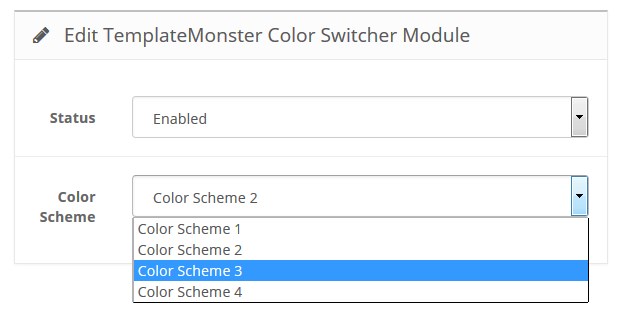 Edit TemplateMonster Color Switcher Module
Status
Enabled
Color
Scheme
Color Scheme 2
Color Scheme 1
Color Scheme 2
Color Scheme 3
Color Scheme 4